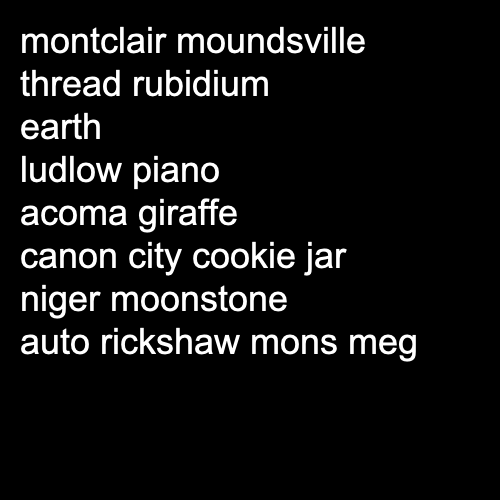 montclair moundsville
thread rubidium
earth
ludlow piano
acoma giraffe
canon city cookie jar
niger moonstone
auto rickshaw mons meg